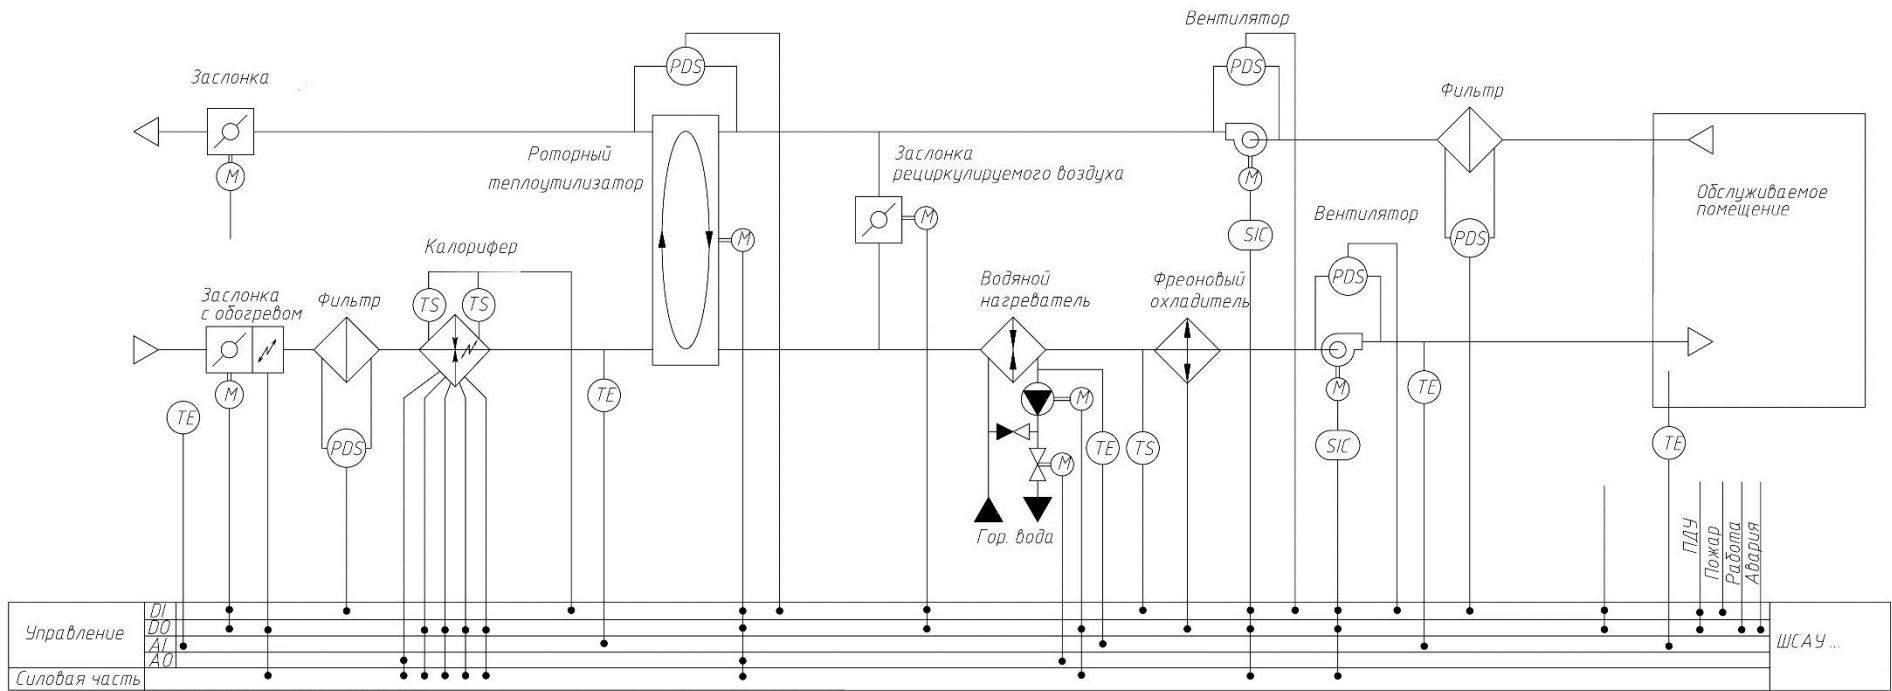 Вентилятор
Заслонка
PDS
PDS
Фильтр
M
Роторный
теплоутилизатор
Заслонка
рециркулируемого воздуха
M
Обслуживаемое
помещение
M
SIC
PDS
Вентилятор
Калорифер
M
PDS
Заслонка
с обогревом
Фильтр
TS
TS
Водяной
нагреватель
Фреоновый
охладитель
M
TE
PDS
TE
M
TE
M
TS
M
SIC
TE
TE
Гор. вода
ПДУ
Пожар
Работа
Авария
Управление
DI
DO
AI
AO
Силовая часть
ШСАУ ...